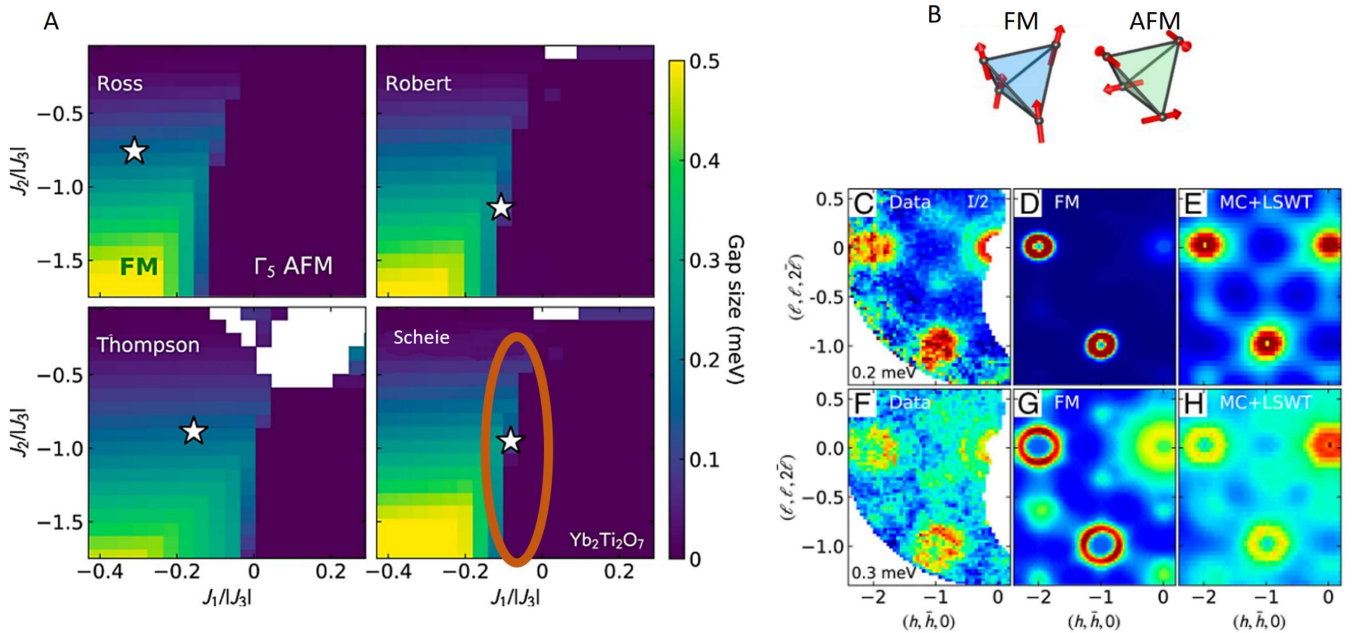 A
B
FM
AFM
Ross
Robert
FM
Γ₅ AFM
Thompson
Scheie
Yb₂Ti₂O₇
J₂/|J₃|
−0.5
−1.0
−1.5
J₂/|J₃|
−0.5
−1.0
−1.5
−0.4
−0.2
0
J₁/|J₃|
−0.4
−0.2
0
0.2
J₁/|J₃|
0.5
0.4
0.3
0.2
0.1
0
Gap size (meV)
C Data I/2
D FM
E MC+LSWT
0.5
0
-0.5
-1.0
(ℓ, ℓ, 2ℓ̄)
0.2 meV
F Data
G FM
H MC+LSWT
0.5
0
-0.5
-1.0
(ℓ, ℓ, 2ℓ̄)
0.3 meV
−2
−1
0
−2
−1
0
−2
−1
0
(h, h̄, 0)
(h, h̄, 0)
(h, h̄, 0)